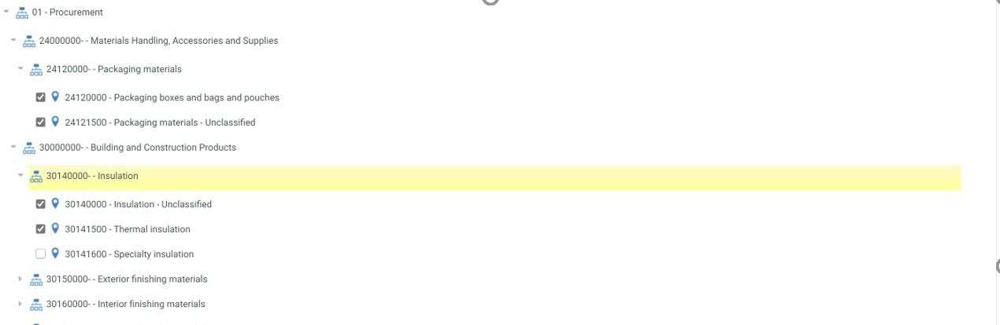 01 - Procurement
24000000- - Materials Handling, Accessories and Supplies
24120000- - Packaging materials
24120000 - Packaging boxes and bags and pouches
24121500 - Packaging materials - Unclassified
30000000- - Building and Construction Products
30140000- - Insulation
30140000 - Insulation - Unclassified
30141500 - Thermal insulation
30141600 - Specialty insulation
30150000- - Exterior finishing materials
30160000- - Interior finishing materials